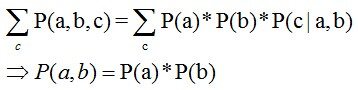 ∑_c P(a,b,c) = ∑_c P(a)*P(b)*P(c | a,b)
⇒ P(a,b) = P(a)*P(b)